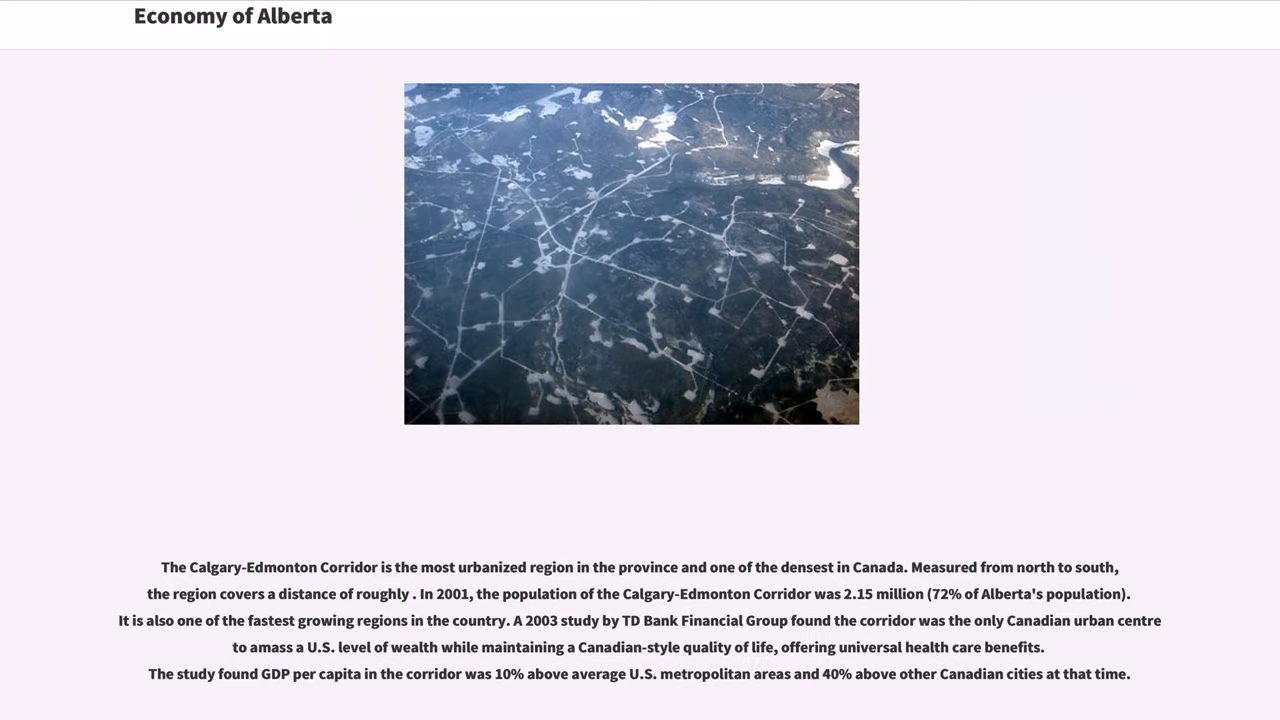 Economy of Alberta
The Calgary-Edmonton Corridor is the most urbanized region in the province and one of the densest in Canada. Measured from north to south,
the region covers a distance of roughly . In 2001, the population of the Calgary-Edmonton Corridor was 2.15 million (72% of Alberta's population).
It is also one of the fastest growing regions in the country. A 2003 study by TD Bank Financial Group found the corridor was the only Canadian urban centre
to amass a U.S. level of wealth while maintaining a Canadian-style quality of life, offering universal health care benefits.
The study found GDP per capita in the corridor was 10% above average U.S. metropolitan areas and 40% above other Canadian cities at that time.